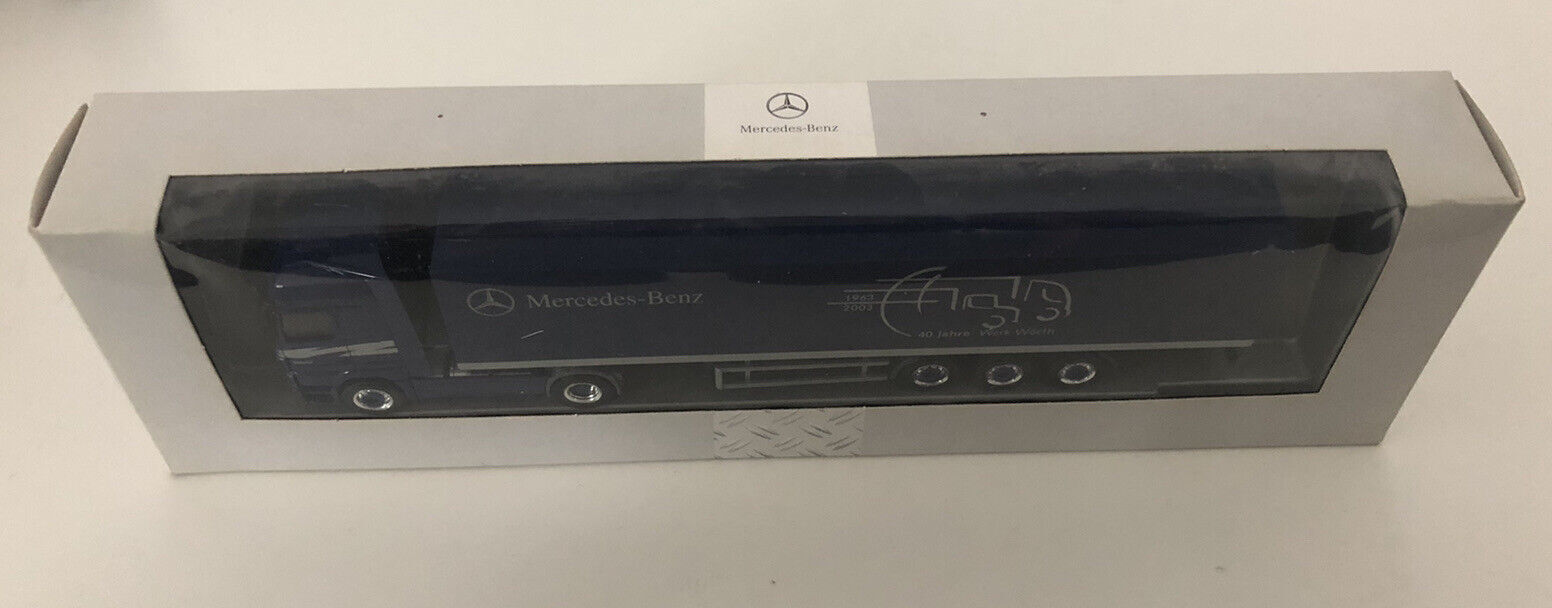 Mercedes-Benz
Mercedes-Benz
1963
2003
40 Jahre Werk Wörth